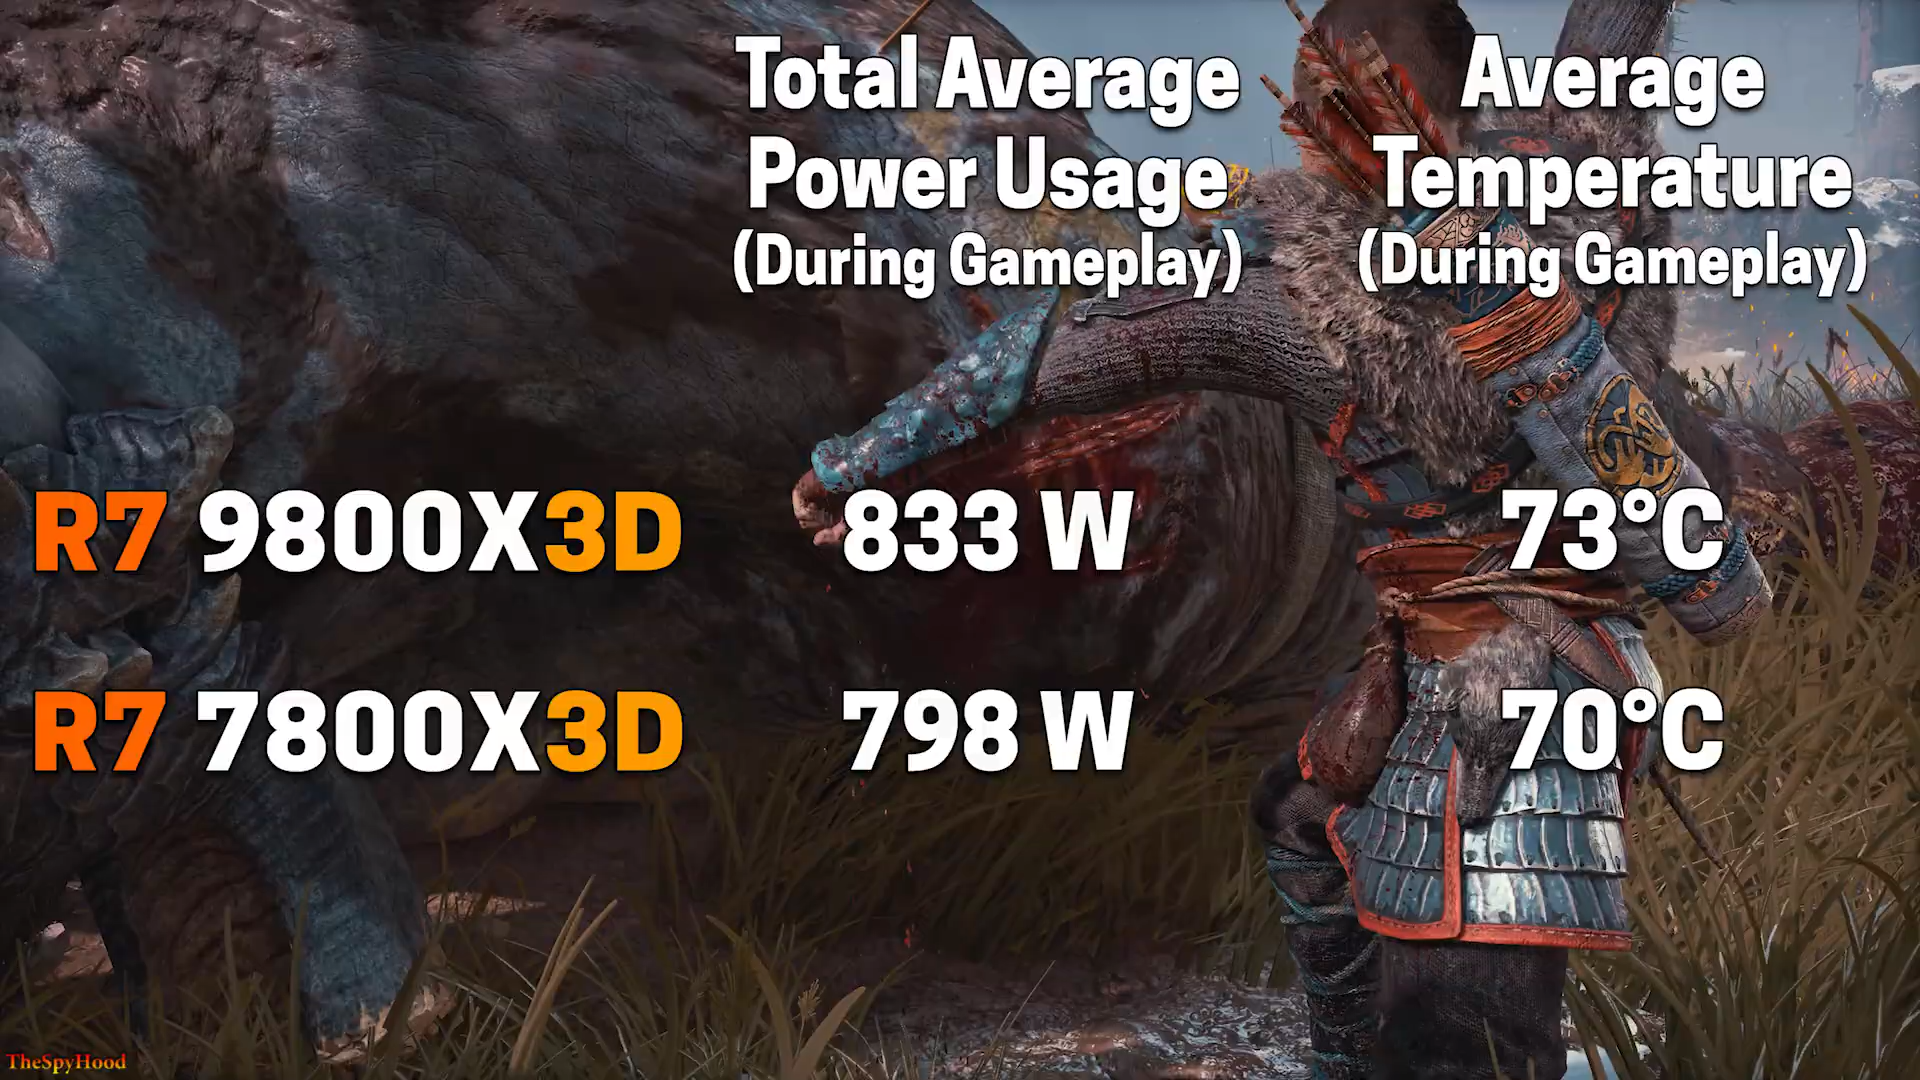 Total Average
Power Usage
(During Gameplay)
Average
Temperature
(During Gameplay)
R7 9800X3D 833 W 73°C
R7 7800X3D 798 W 70°C
TheSpyHood